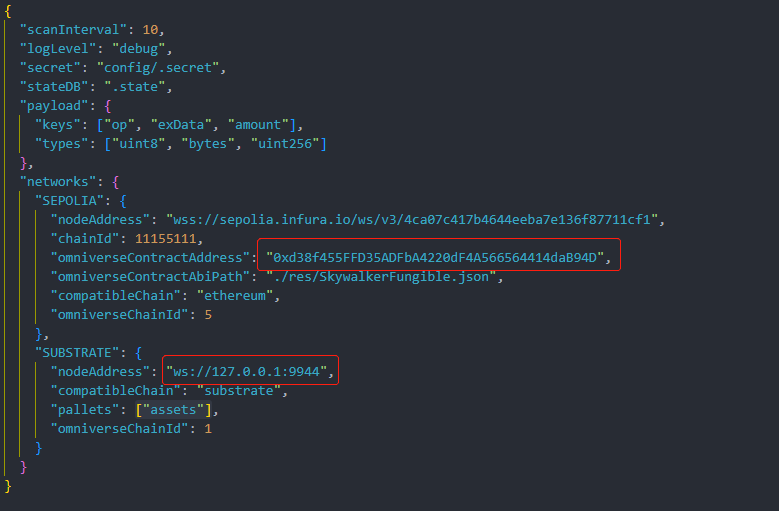 {
"scanInterval": 10,
"logLevel": "debug",
"secret": "config/.secret",
"stateDB": ".state",
"payload": {
"keys": ["op", "exData", "amount"],
"types": ["uint8", "bytes", "uint256"]
},
"networks": {
"SEPOLIA": {
"nodeAddress": "wss://sepolia.infura.io/ws/v3/4ca07c417b4644eeba7e136f87711cf1",
"chainId": 11155111,
"omniverseContractAddress": "0xd38f455FFD35ADFbA4220dF4A566564414daB94D",
"omniverseContractAbiPath": "./res/SkywalkerFungible.json",
"compatibleChain": "ethereum",
"omniverseChainId": 5
},
"SUBSTRATE": {
"nodeAddress": "ws://127.0.0.1:9944",
"compatibleChain": "substrate",
"pallets": ["assets"],
"omniverseChainId": 1
}
}
}